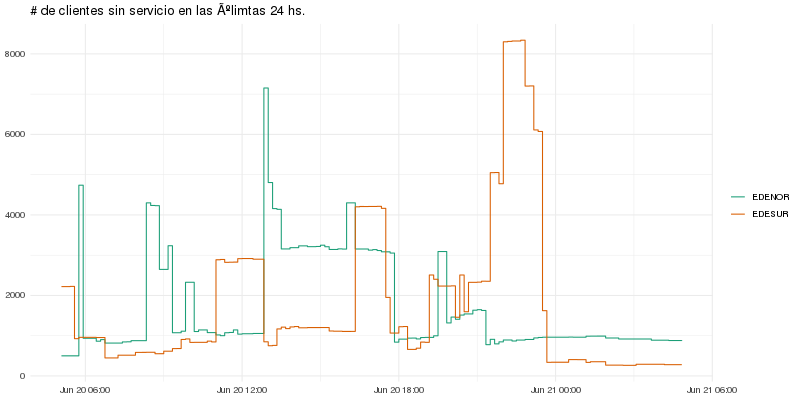 # de clientes sin servicio en las Ãºlimtas 24 hs.
8000
6000
4000
2000
0
Jun 20 06:00
Jun 20 12:00
Jun 20 18:00
Jun 21 00:00
Jun 21 06:00
EDENOR
EDESUR